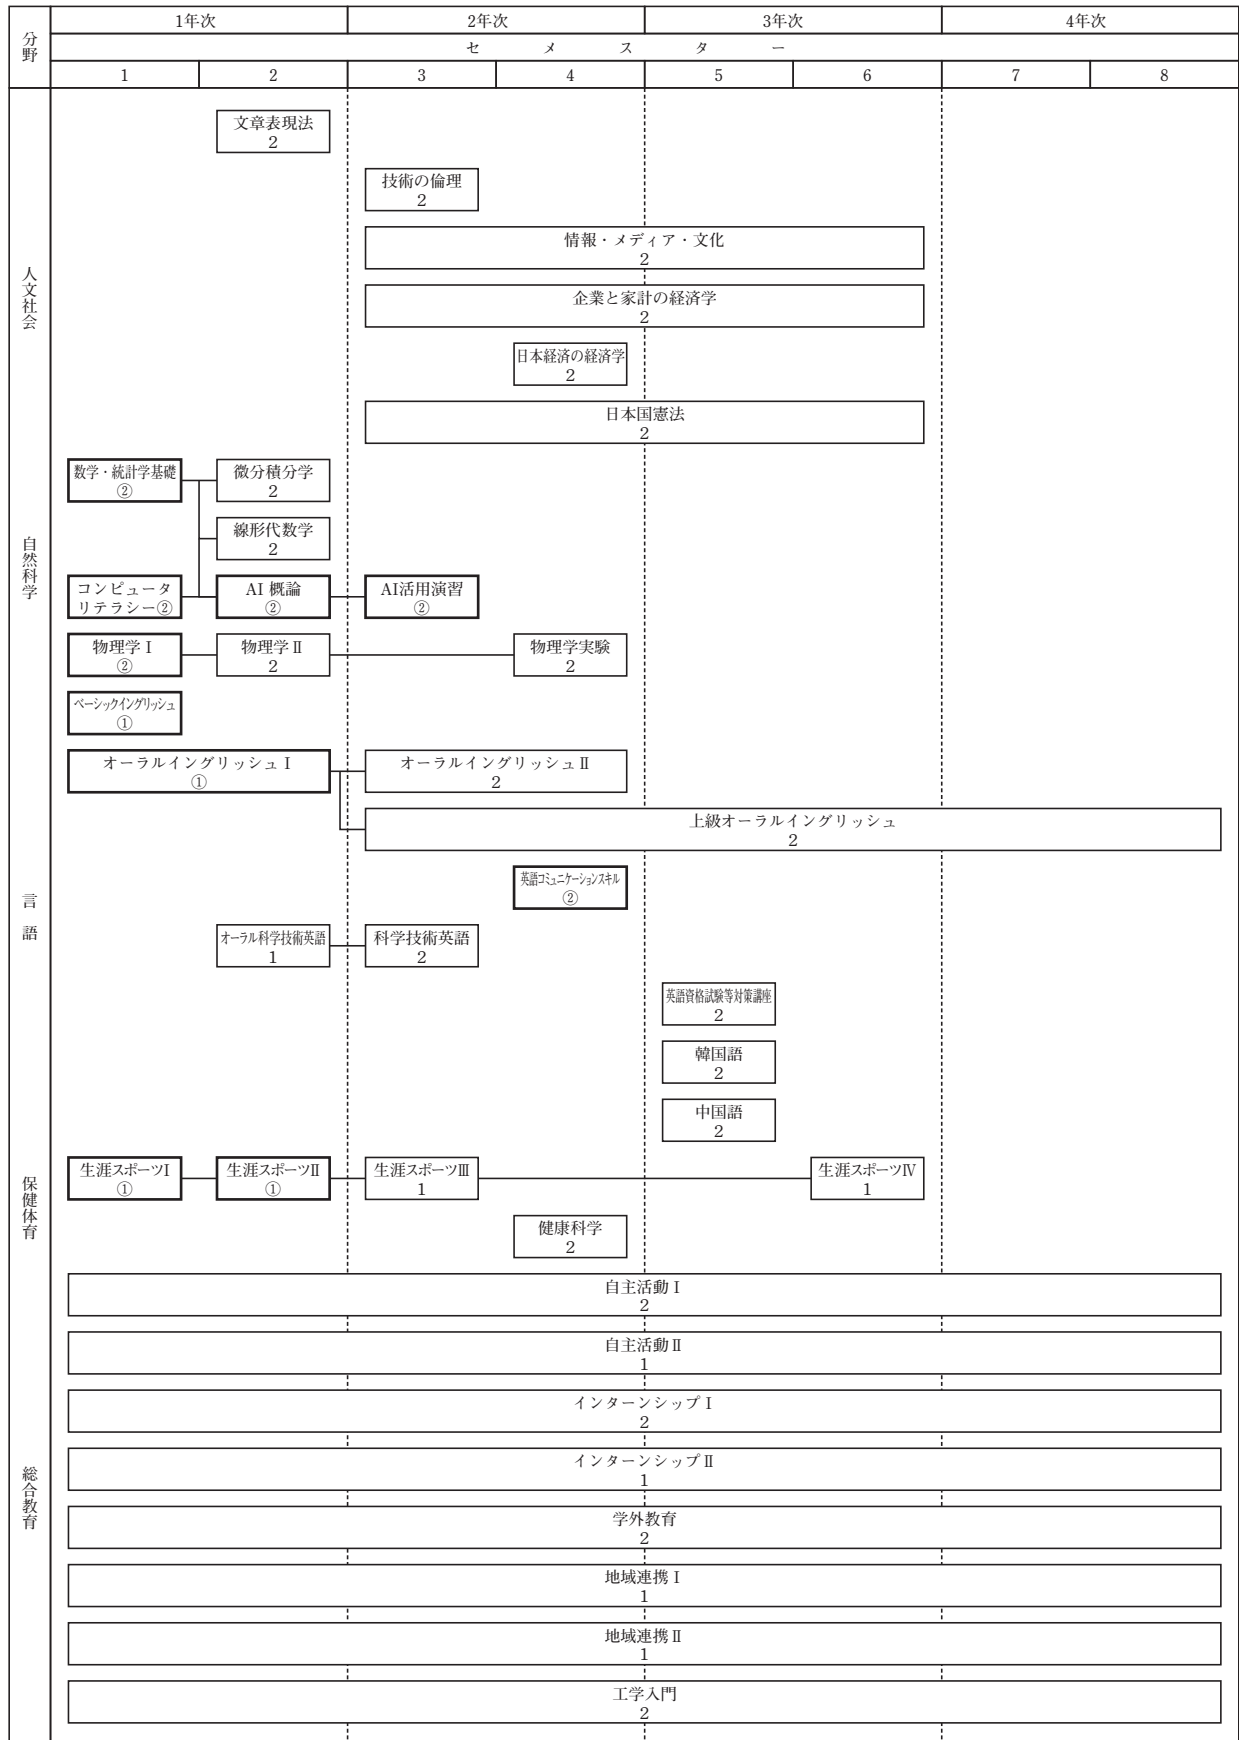 分野
1年次 2年次 3年次 4年次
セメスター
1 2 3 4 5 6 7 8
人文社会
文章表現法
2
技術の倫理
2
情報・メディア・文化
2
企業と家計の経済学
2
日本経済の経済学
2
日本国憲法
2
自然科学
数学・統計学基礎
②
微分積分学
2
線形代数学
2
コンピュータ
リテラシー②
AI 概論
②
AI活用演習
②
物理学Ⅰ
②
物理学Ⅱ
2
物理学実験
2
言語
ベーシックイングリッシュ
①
オーラルイングリッシュⅠ
①
オーラルイングリッシュⅡ
2
上級オーラルイングリッシュ
2
英語コミュニケーションスキル
②
オーラル科学技術英語
1
科学技術英語
2
英語資格試験等対策講座
2
韓国語
2
中国語
2
保健体育
生涯スポーツⅠ
①
生涯スポーツⅡ
①
生涯スポーツⅢ
1
生涯スポーツⅣ
1
健康科学
2
総合教育
自主活動Ⅰ
2
自主活動Ⅱ
1
インターンシップⅠ
2
インターンシップⅡ
1
学外教育
2
地域連携Ⅰ
1
地域連携Ⅱ
1
工学入門
2